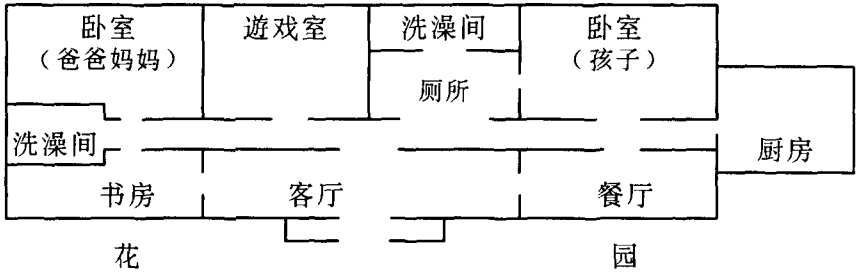 卧室 遊戏室 洗澡间 卧室
（爸爸妈妈） （孩子）
厕所
洗澡间 厨房
书房 客厅 餐厅
花 园